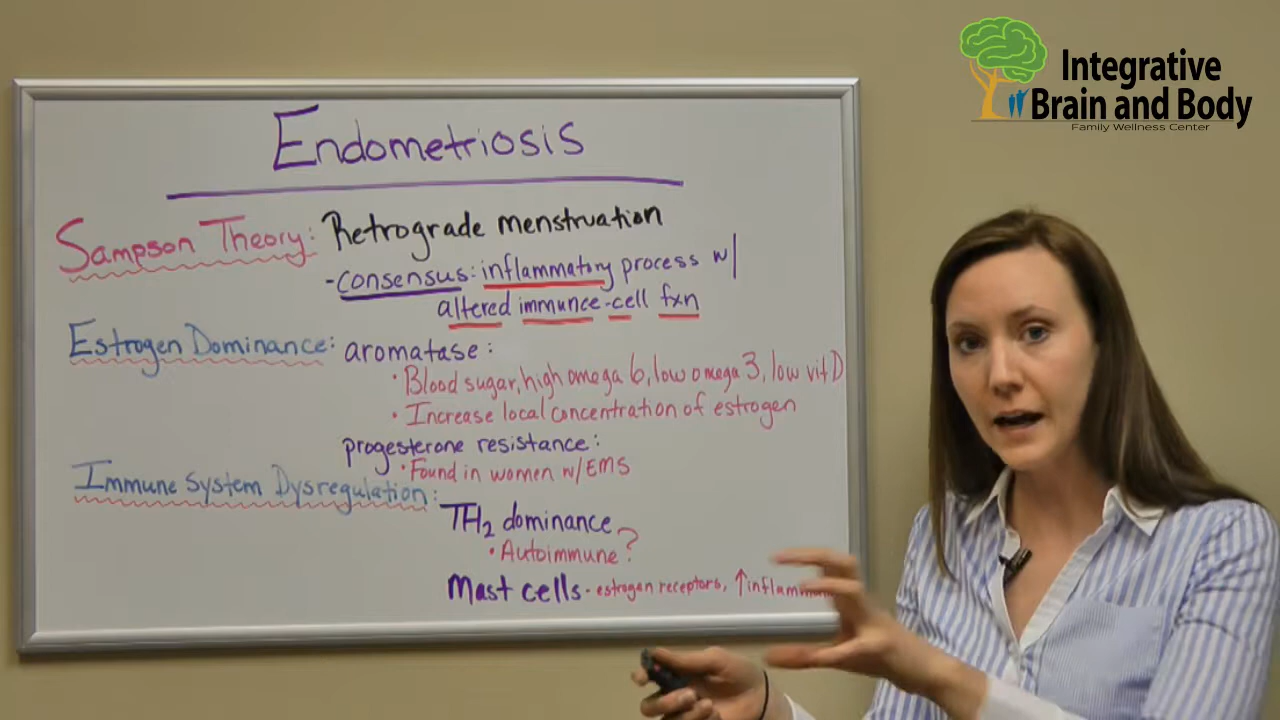 Integrative
Brain and Body
Family Wellness Center
Endometriosis
Sampson Theory: Retrograde menstruation
-consensus: inflammatory process w/
altered immunce-cell fxn
Estrogen Dominance: aromatase:
• Blood sugar, high omega 6, low omega 3, low vit D
• Increase local concentration of estrogen
progesterone resistance:
• Found in women w/EMS
Immune System Dysregulation:
TH2 dominance
• Autoimmune?
Mast cells - estrogen receptors, ↑